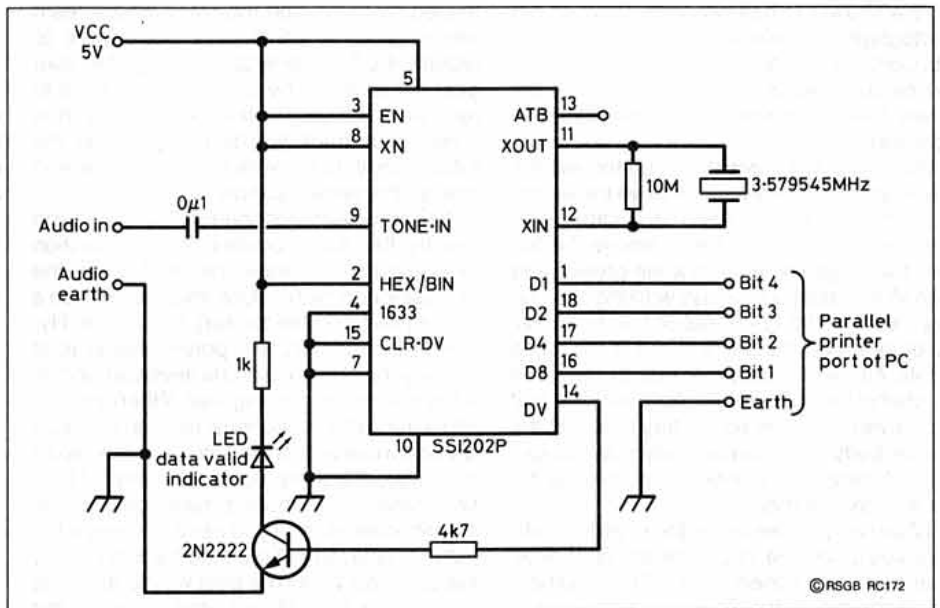 VCC
5V
5
3
EN
ATB
13
8
XN
XOUT
11
10M
3·579545MHz
0µ1
Audio in
9
TONE·IN
XIN
12
Audio
earth
2
HEX/BIN
D1
1
Bit 4
4
1633
D2
18
Bit 3
15
CLR·DV
D4
17
Bit 2
7
D8
16
Bit 1
Parallel
printer
port of PC
1k
DV
14
Earth
LED
data valid
indicator
10
SSI202P
2N2222
4k7
©RSGB RC172